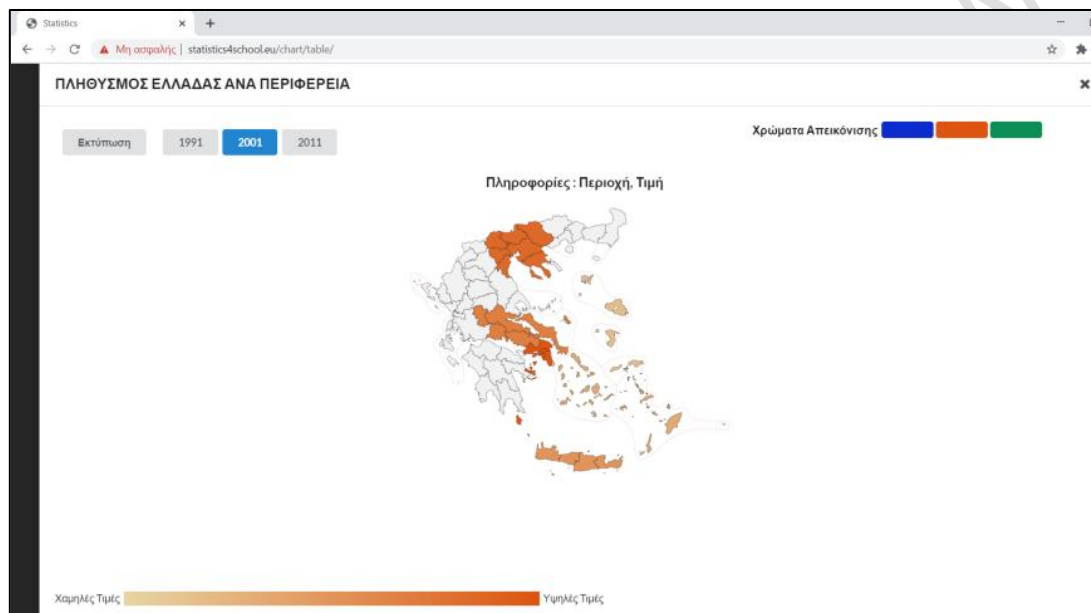 Statistics
Μη ασφαλής | statistics4school.eu/chart/table/
ΠΛΗΘΥΣΜΟΣ ΕΛΛΑΔΑΣ ΑΝΑ ΠΕΡΙΦΕΡΕΙΑ
Εκτύπωση 1991 2001 2011
Χρώματα Απεικόνισης
Πληροφορίες : Περιοχή, Τιμή
Χαμηλές Τιμές Υψηλές Τιμές